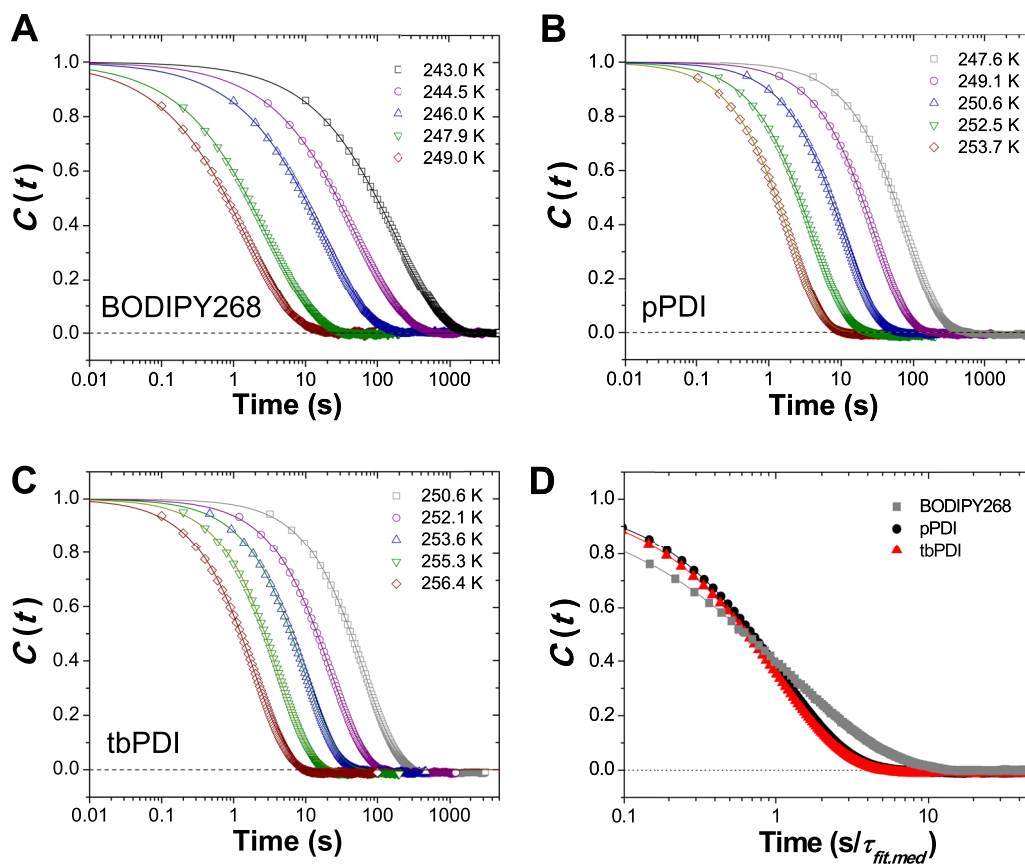 A
1.0
0.8
0.6
0.4
0.2
0.0
C (t)
243.0 K
244.5 K
246.0 K
247.9 K
249.0 K
BODIPY268
0.01 0.1 1 10 100 1000
Time (s)
B
1.0
0.8
0.6
0.4
0.2
0.0
C (t)
247.6 K
249.1 K
250.6 K
252.5 K
253.7 K
pPDI
0.01 0.1 1 10 100 1000
Time (s)
C
1.0
0.8
0.6
0.4
0.2
0.0
C (t)
250.6 K
252.1 K
253.6 K
255.3 K
256.4 K
tbPDI
0.01 0.1 1 10 100 1000
Time (s)
D
1.0
0.8
0.6
0.4
0.2
0.0
C (t)
BODIPY268
pPDI
tbPDI
0.1 1 10
Time (s/τfit.med)